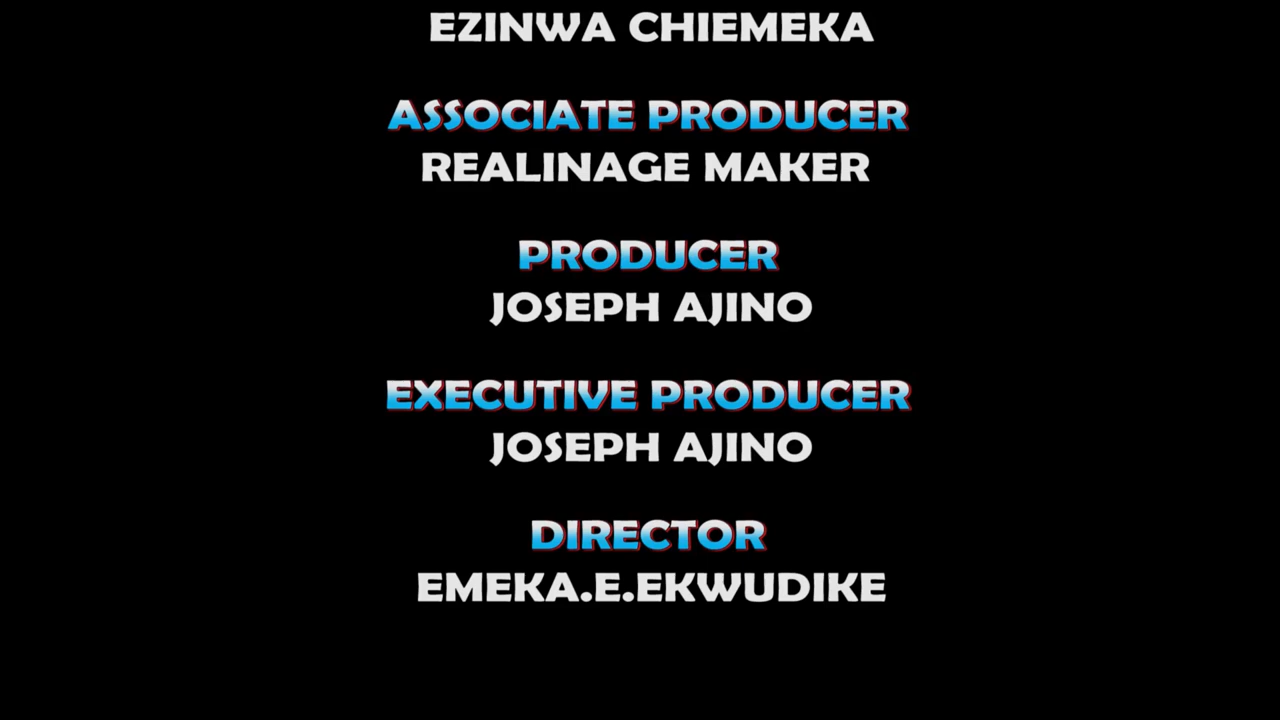 EZINWA CHIEMEKA
ASSOCIATE PRODUCER
REALINAGE MAKER
PRODUCER
JOSEPH AJINO
EXECUTIVE PRODUCER
JOSEPH AJINO
DIRECTOR
EMEKA.E.EKWUDIKE